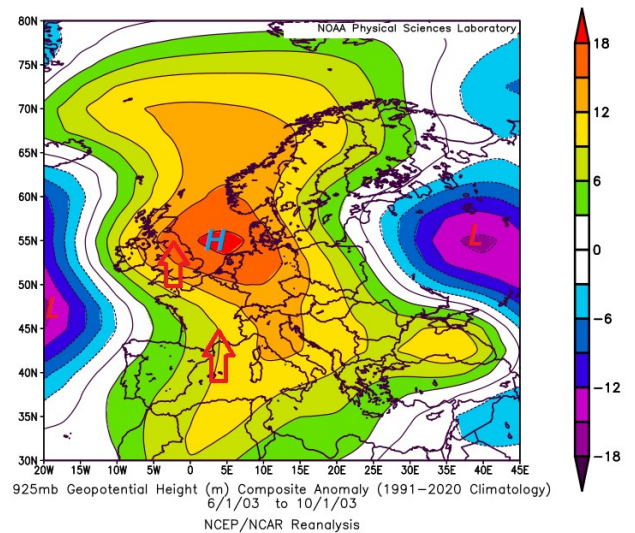 NOAA Physical Sciences Laboratory
80N
75N
70N
65N
60N
55N
50N
45N
40N
35N
30N
H
L
L
20W 15W 10W 5W 0 5E 10E 15E 20E 25E 30E 35E 40E 45E
18
12
6
0
-6
-12
-18
925mb Geopotential Height (m) Composite Anomaly (1991-2020 Climatology)
6/1/03 to 10/1/03
NCEP/NCAR Reanalysis